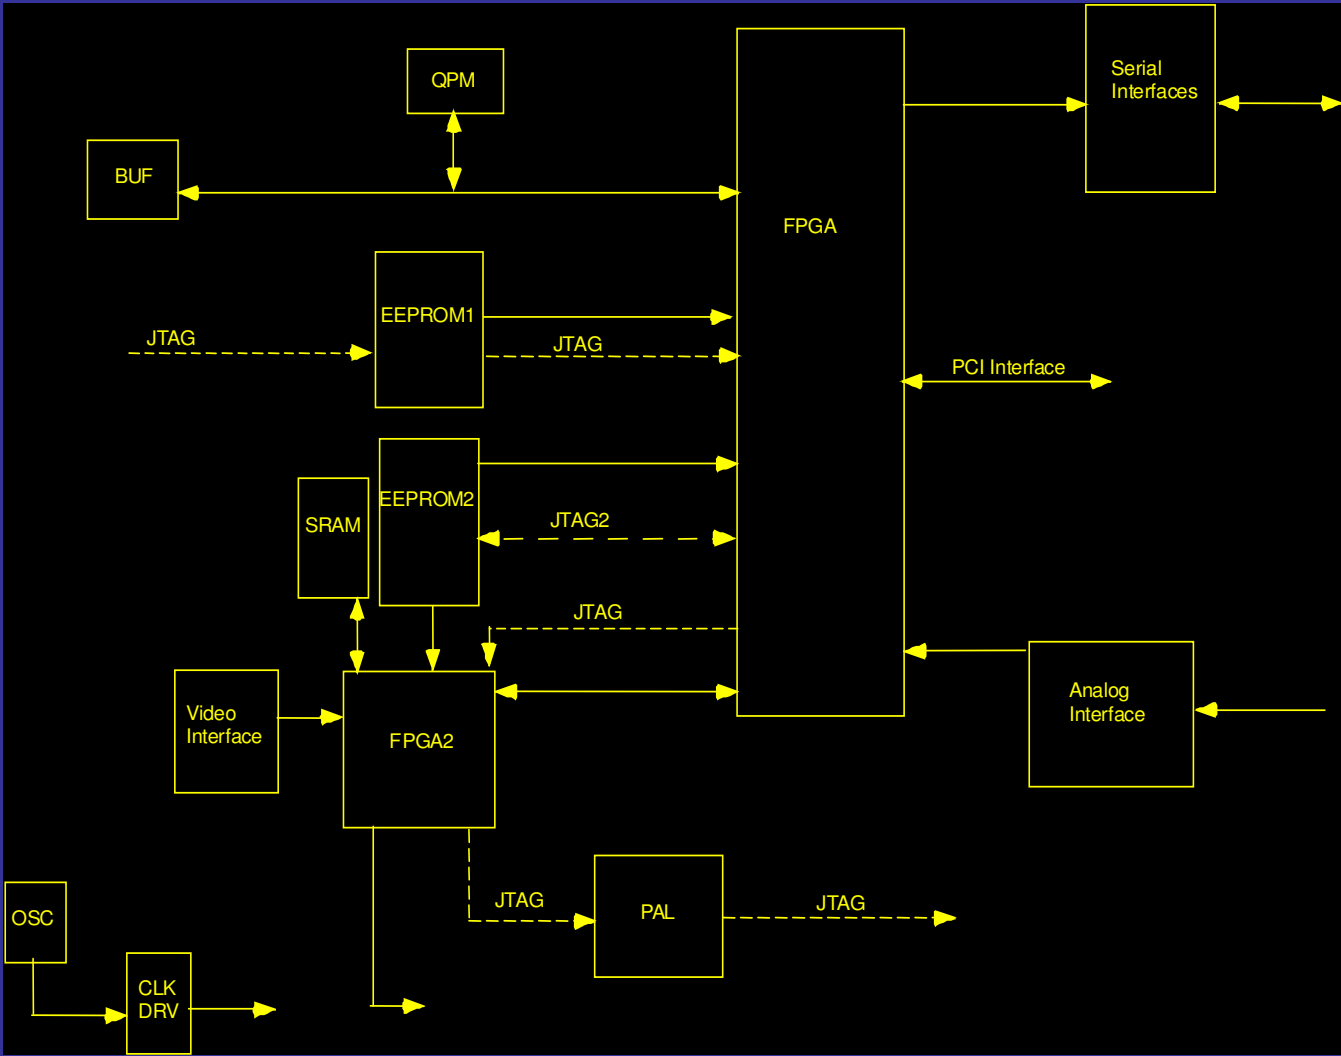 Serial
Interfaces
QPM
BUF
FPGA
EEPROM1
JTAG
JTAG
PCI Interface
EEPROM2
SRAM
JTAG2
JTAG
Video
Interface
FPGA2
Analog
Interface
JTAG
PAL
JTAG
OSC
CLK
DRV